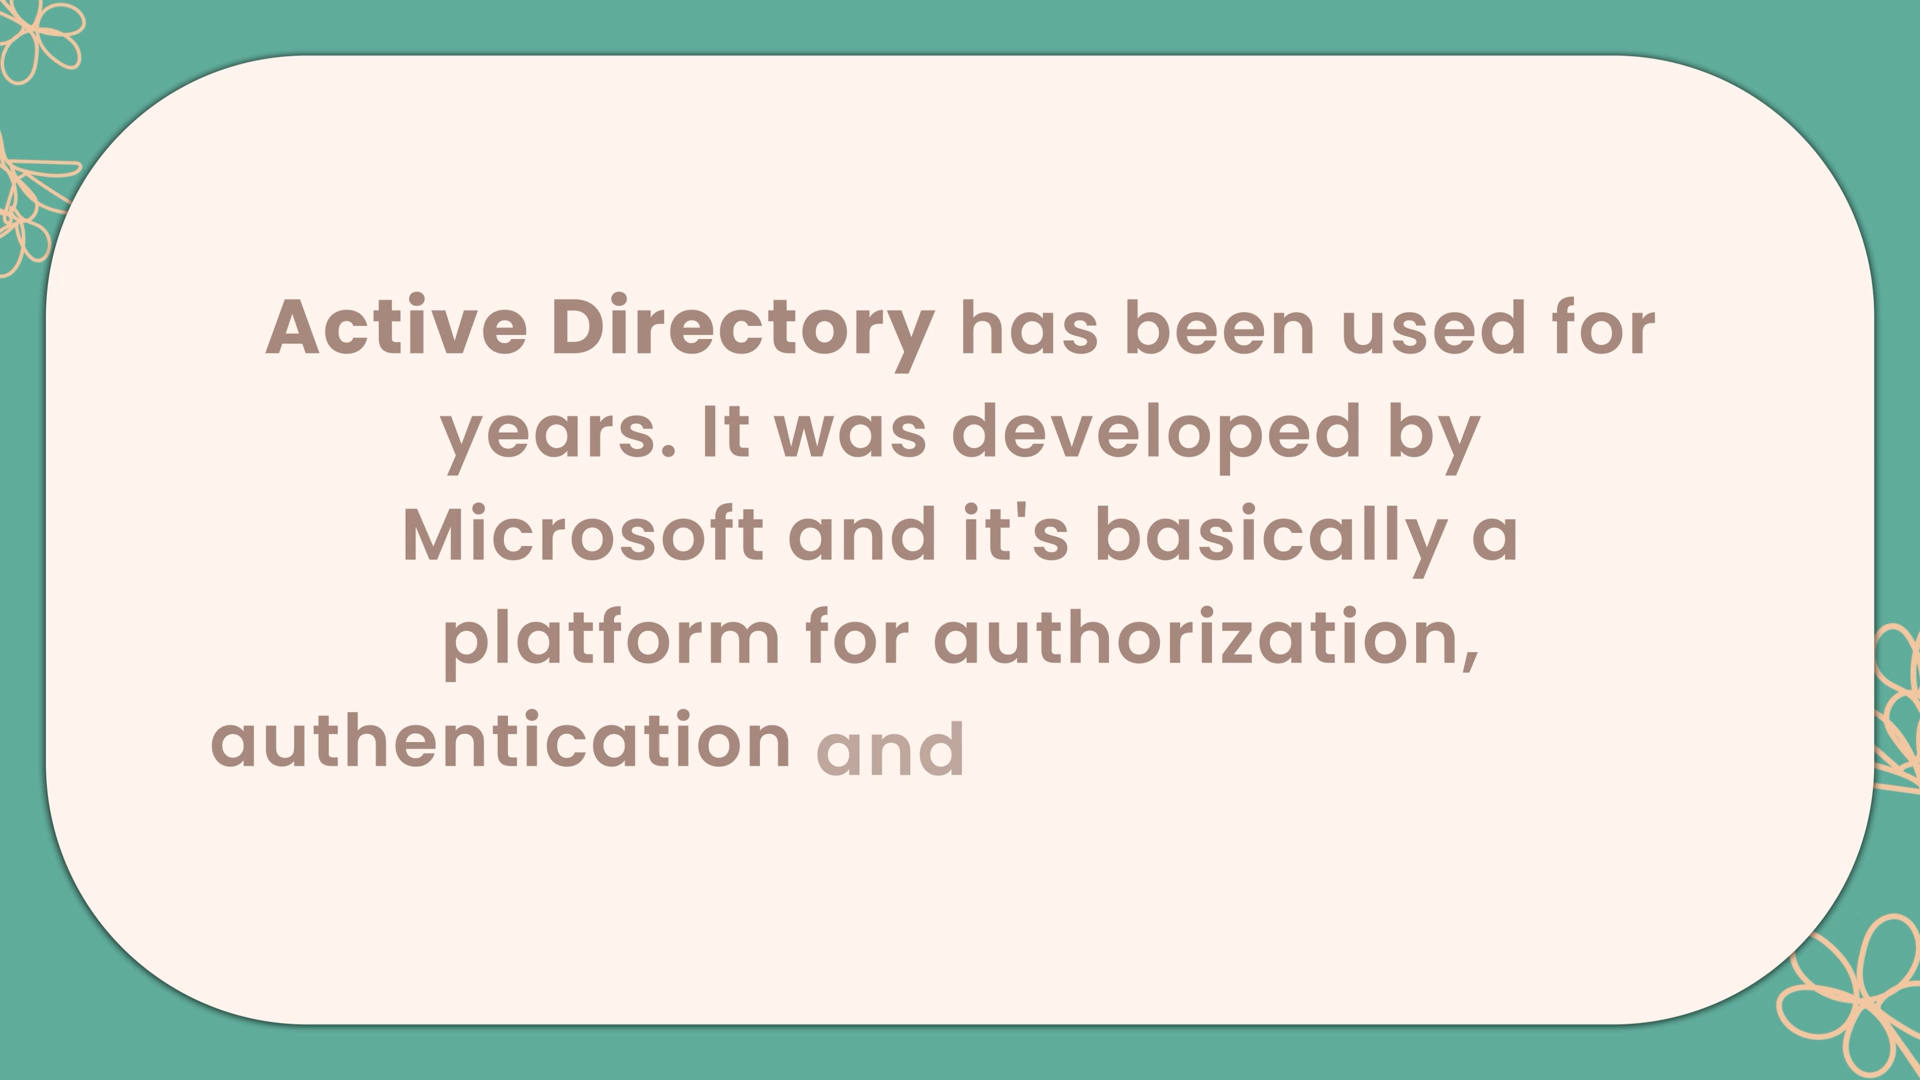 Active Directory has been used for
years. It was developed by
Microsoft and it's basically a
platform for authorization,
authentication and